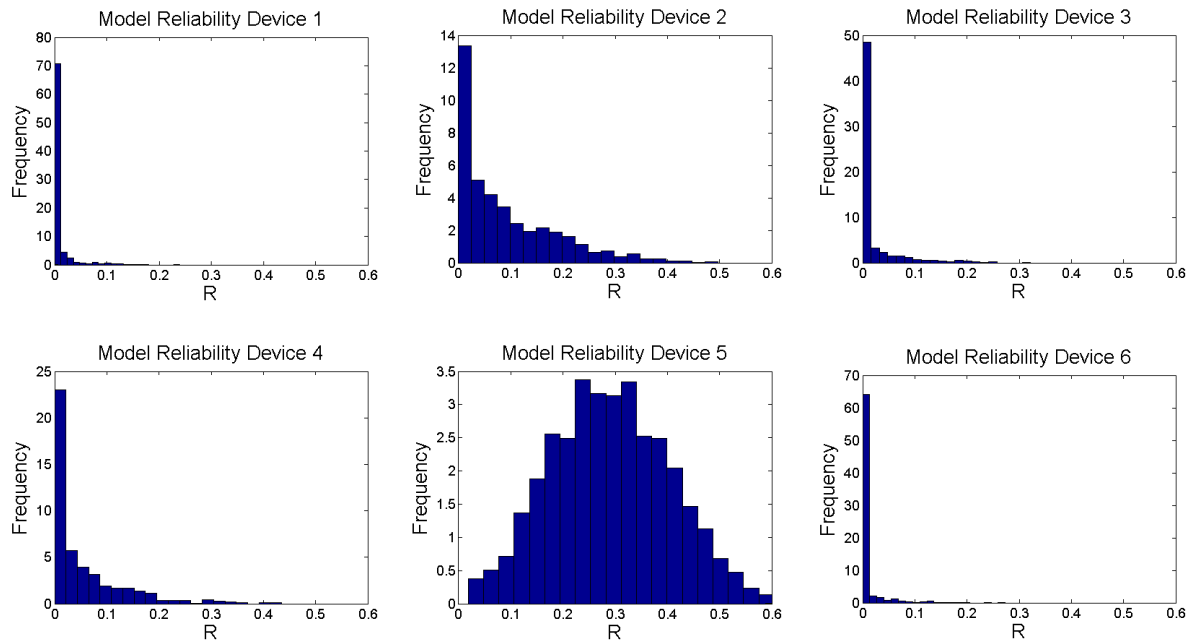 Model Reliability Device 1
Model Reliability Device 2
Model Reliability Device 3
80
70
60
50
40
30
20
10
0
Frequency
0 0.1 0.2 0.3 0.4 0.5 0.6
R
14
12
10
8
6
4
2
0
Frequency
0 0.1 0.2 0.3 0.4 0.5 0.6
R
50
40
30
20
10
0
Frequency
0 0.1 0.2 0.3 0.4 0.5 0.6
R
Model Reliability Device 4
Model Reliability Device 5
Model Reliability Device 6
25
20
15
10
5
0
Frequency
0 0.1 0.2 0.3 0.4 0.5 0.6
R
3.5
3
2.5
2
1.5
1
0.5
0
Frequency
0 0.1 0.2 0.3 0.4 0.5 0.6
R
70
60
50
40
30
20
10
0
Frequency
0 0.1 0.2 0.3 0.4 0.5 0.6
R